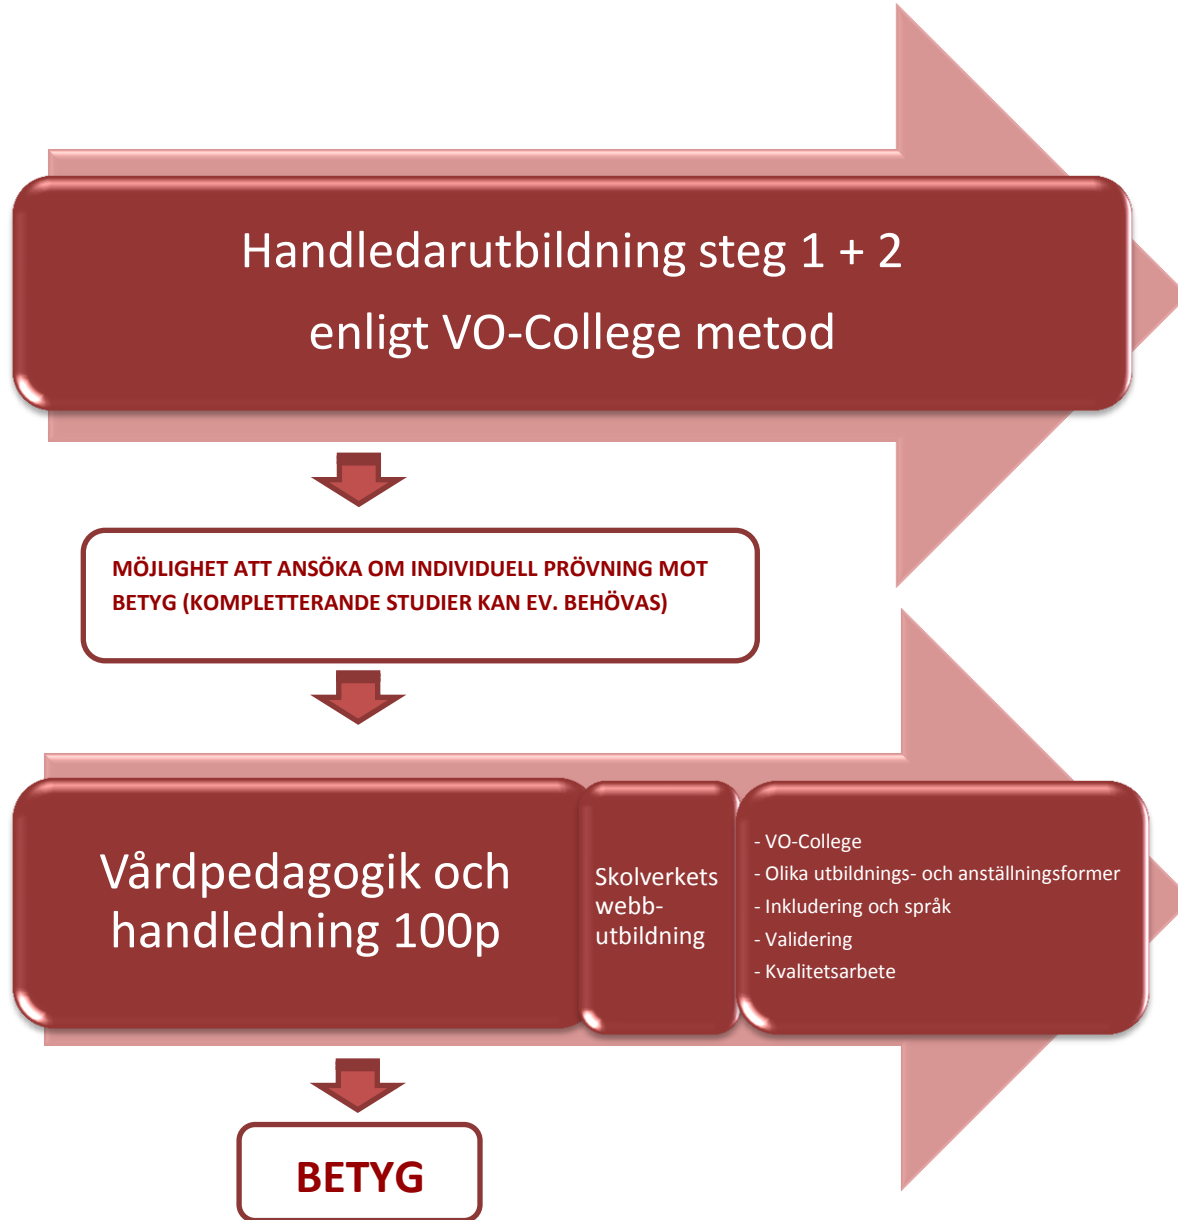 Handledarutbildning steg 1 + 2
enligt VO-College metod
MÖJLIGHET ATT ANSÖKA OM INDIVIDUELL PRÖVNING MOT
BETYG (KOMPLETTERANDE STUDIER KAN EV. BEHÖVAS)
Vårdpedagogik och
handledning 100p
Skolverkets
webb-
utbildning
- VO-College
- Olika utbildnings- och anställningsformer
- Inkludering och språk
- Validering
- Kvalitetsarbete
BETYG